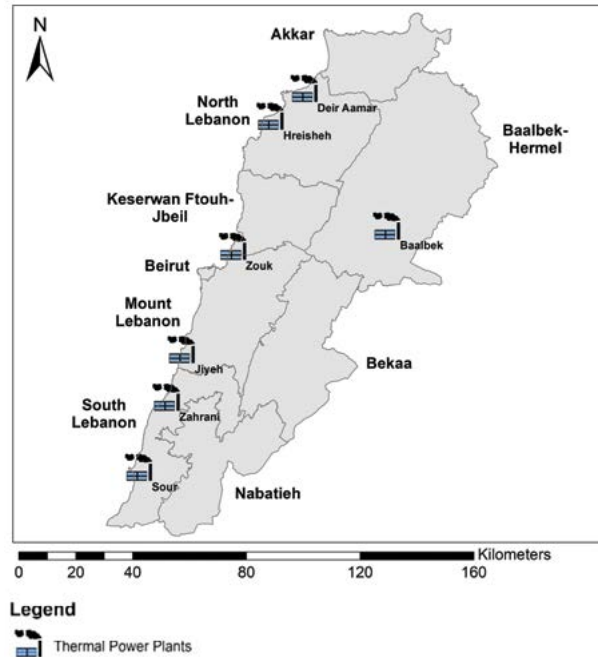 N
Akkar
Deir Aamar
North
Lebanon
Hreisheh
Baalbek-
Hermel
Keserwan Ftouh-
Jbeil
Baalbek
Zouk
Beirut
Mount
Lebanon
Jiyeh
Bekaa
South
Lebanon
Zahrani
Sour
Nabatieh
Kilometers
0 20 40 80 120 160
Legend
Thermal Power Plants